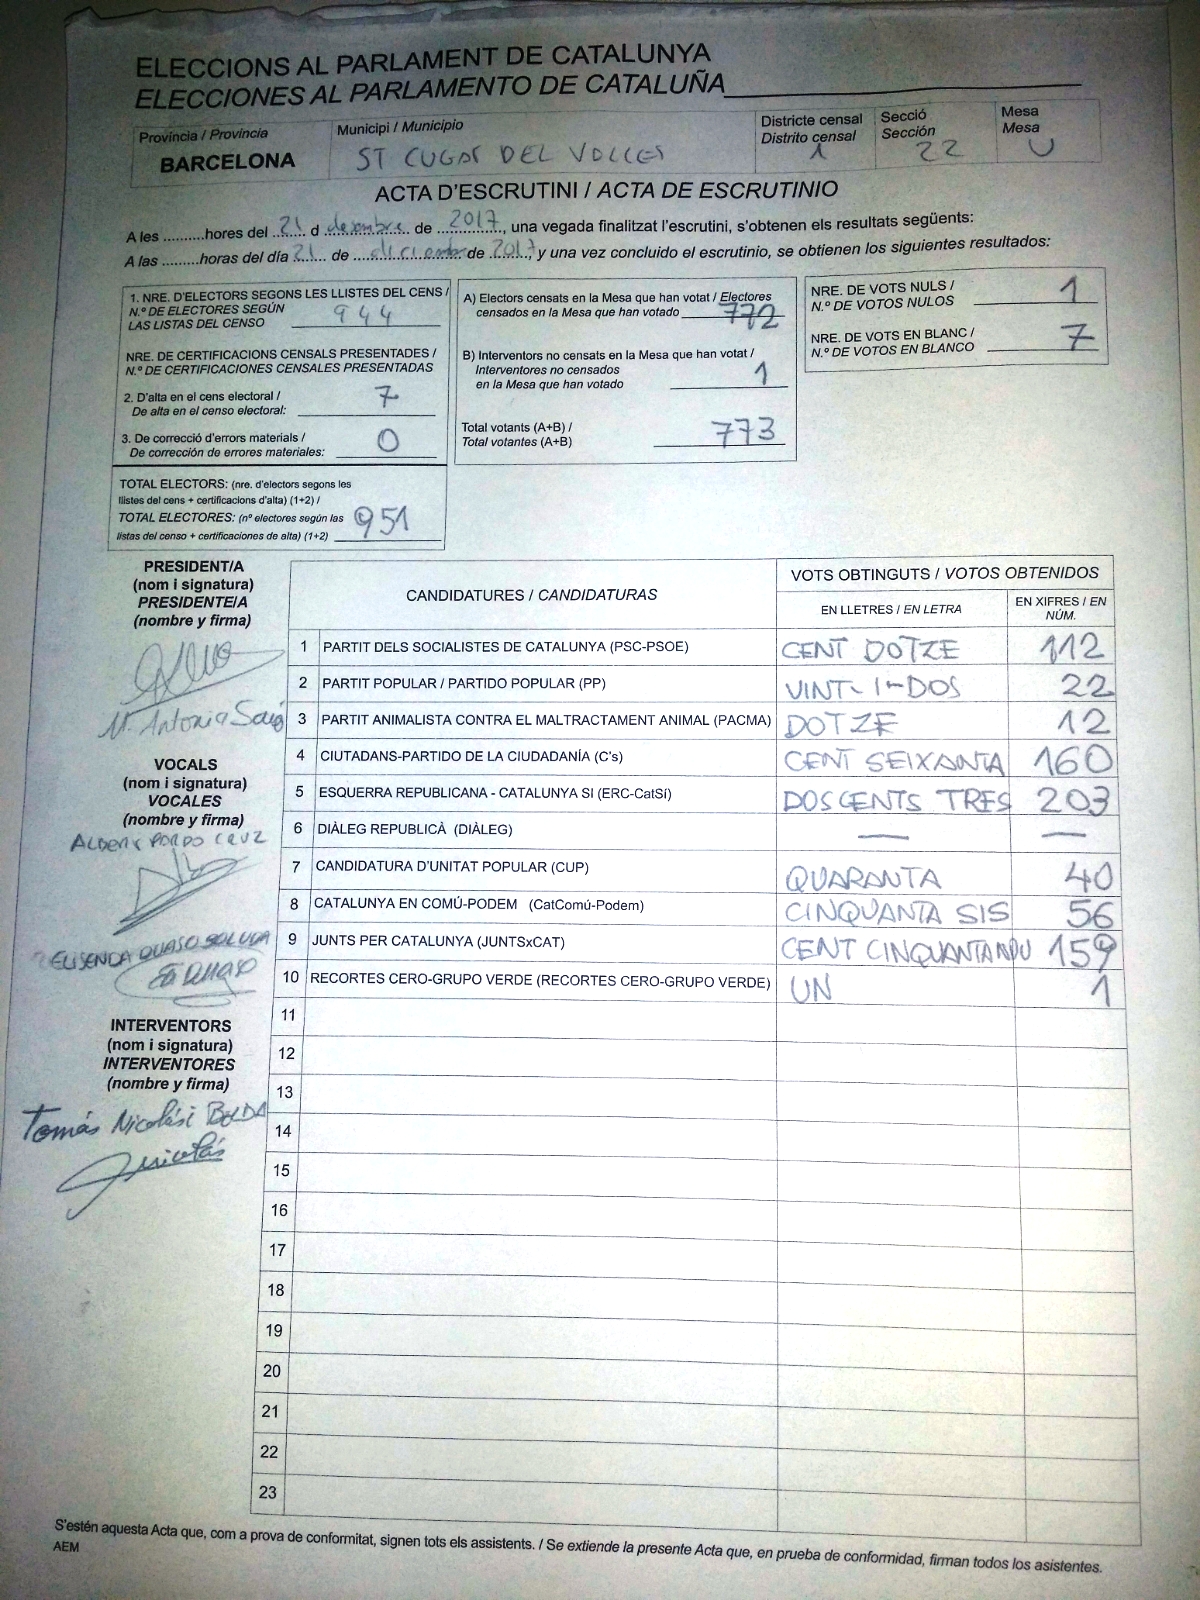 ELECCIONS AL PARLAMENT DE CATALUNYA
ELECCIONES AL PARLAMENTO DE CATALUÑA
Província / Provincia
BARCELONA
Municipi / Municipio
ST CUGAT DEL VALLES
Districte censal
Distrito censal
1
Secció
Sección
22
Mesa
Mesa
U
ACTA D'ESCRUTINI / ACTA DE ESCRUTINIO
A les .........hores del 21 d desembre de 2017, una vegada finalitzat l'escrutini, s'obtenen els resultats següents:
A las .........horas del día 21 de diciembre de 2017, y una vez concluido el escrutinio, se obtienen los siguientes resultados:
1. NRE. D'ELECTORS SEGONS LES LLISTES DEL CENS /
N.º DE ELECTORES SEGÚN
LAS LISTAS DEL CENSO 944
NRE. DE CERTIFICACIONS CENSALS PRESENTADES /
N.º DE CERTIFICACIONES CENSALES PRESENTADAS
2. D'alta en el cens electoral /
De alta en el censo electoral: 7
3. De correcció d'errors materials /
De corrección de errores materiales: 0
TOTAL ELECTORS: (nre. d'electors segons les
llistes del cens + certificacions d'alta) (1+2) /
TOTAL ELECTORES: (nº electores según las
listas del censo + certificaciones de alta) (1+2) 951
A) Electors censats en la Mesa que han votat / Electores
censados en la Mesa que han votado 772
B) Interventors no censats en la Mesa que han votat /
Interventores no censados
en la Mesa que han votado 1
Total votants (A+B) /
Total votantes (A+B) 773
NRE. DE VOTS NULS /
N.º DE VOTOS NULOS 1
NRE. DE VOTS EN BLANC /
N.º DE VOTOS EN BLANCO 7
PRESIDENT/A
(nom i signatura)
PRESIDENTE/A
(nombre y firma)
Mª Antonia
VOCALS
(nom i signatura)
VOCALES
(nombre y firma)
ALBERT PARDO CRUZ
ELISENDA
INTERVENTORS
(nom i signatura)
INTERVENTORES
(nombre y firma)
Tomás Nicolási
CANDIDATURES / CANDIDATURAS
VOTS OBTINGUTS / VOTOS OBTENIDOS
EN LLETRES / EN LETRA
EN XIFRES / EN NÚM.
1 PARTIT DELS SOCIALISTES DE CATALUNYA (PSC-PSOE) CENT DOTZE 112
2 PARTIT POPULAR / PARTIDO POPULAR (PP) VINT-I-DOS 22
3 PARTIT ANIMALISTA CONTRA EL MALTRACTAMENT ANIMAL (PACMA) DOTZE 12
4 CIUTADANS-PARTIDO DE LA CIUDADANÍA (C's) CENT SEIXANTA 160
5 ESQUERRA REPUBLICANA - CATALUNYA SI (ERC-CatSí) DOSCENTS TRES 203
6 DIÀLEG REPUBLICÀ (DIÀLEG) — —
7 CANDIDATURA D'UNITAT POPULAR (CUP) QUARANTA 40
8 CATALUNYA EN COMÚ-PODEM (CatComú-Podem) CINQUANTA SIS 56
9 JUNTS PER CATALUNYA (JUNTSxCAT) CENT CINQUANTANOU 159
10 RECORTES CERO-GRUPO VERDE (RECORTES CERO-GRUPO VERDE) UN 1
11
12
13
14
15
16
17
18
19
20
21
22
23
S'estén aquesta Acta que, com a prova de conformitat, signen tots els assistents. / Se extiende la presente Acta que, en prueba de conformidad, firman todos los asistentes.
AEM